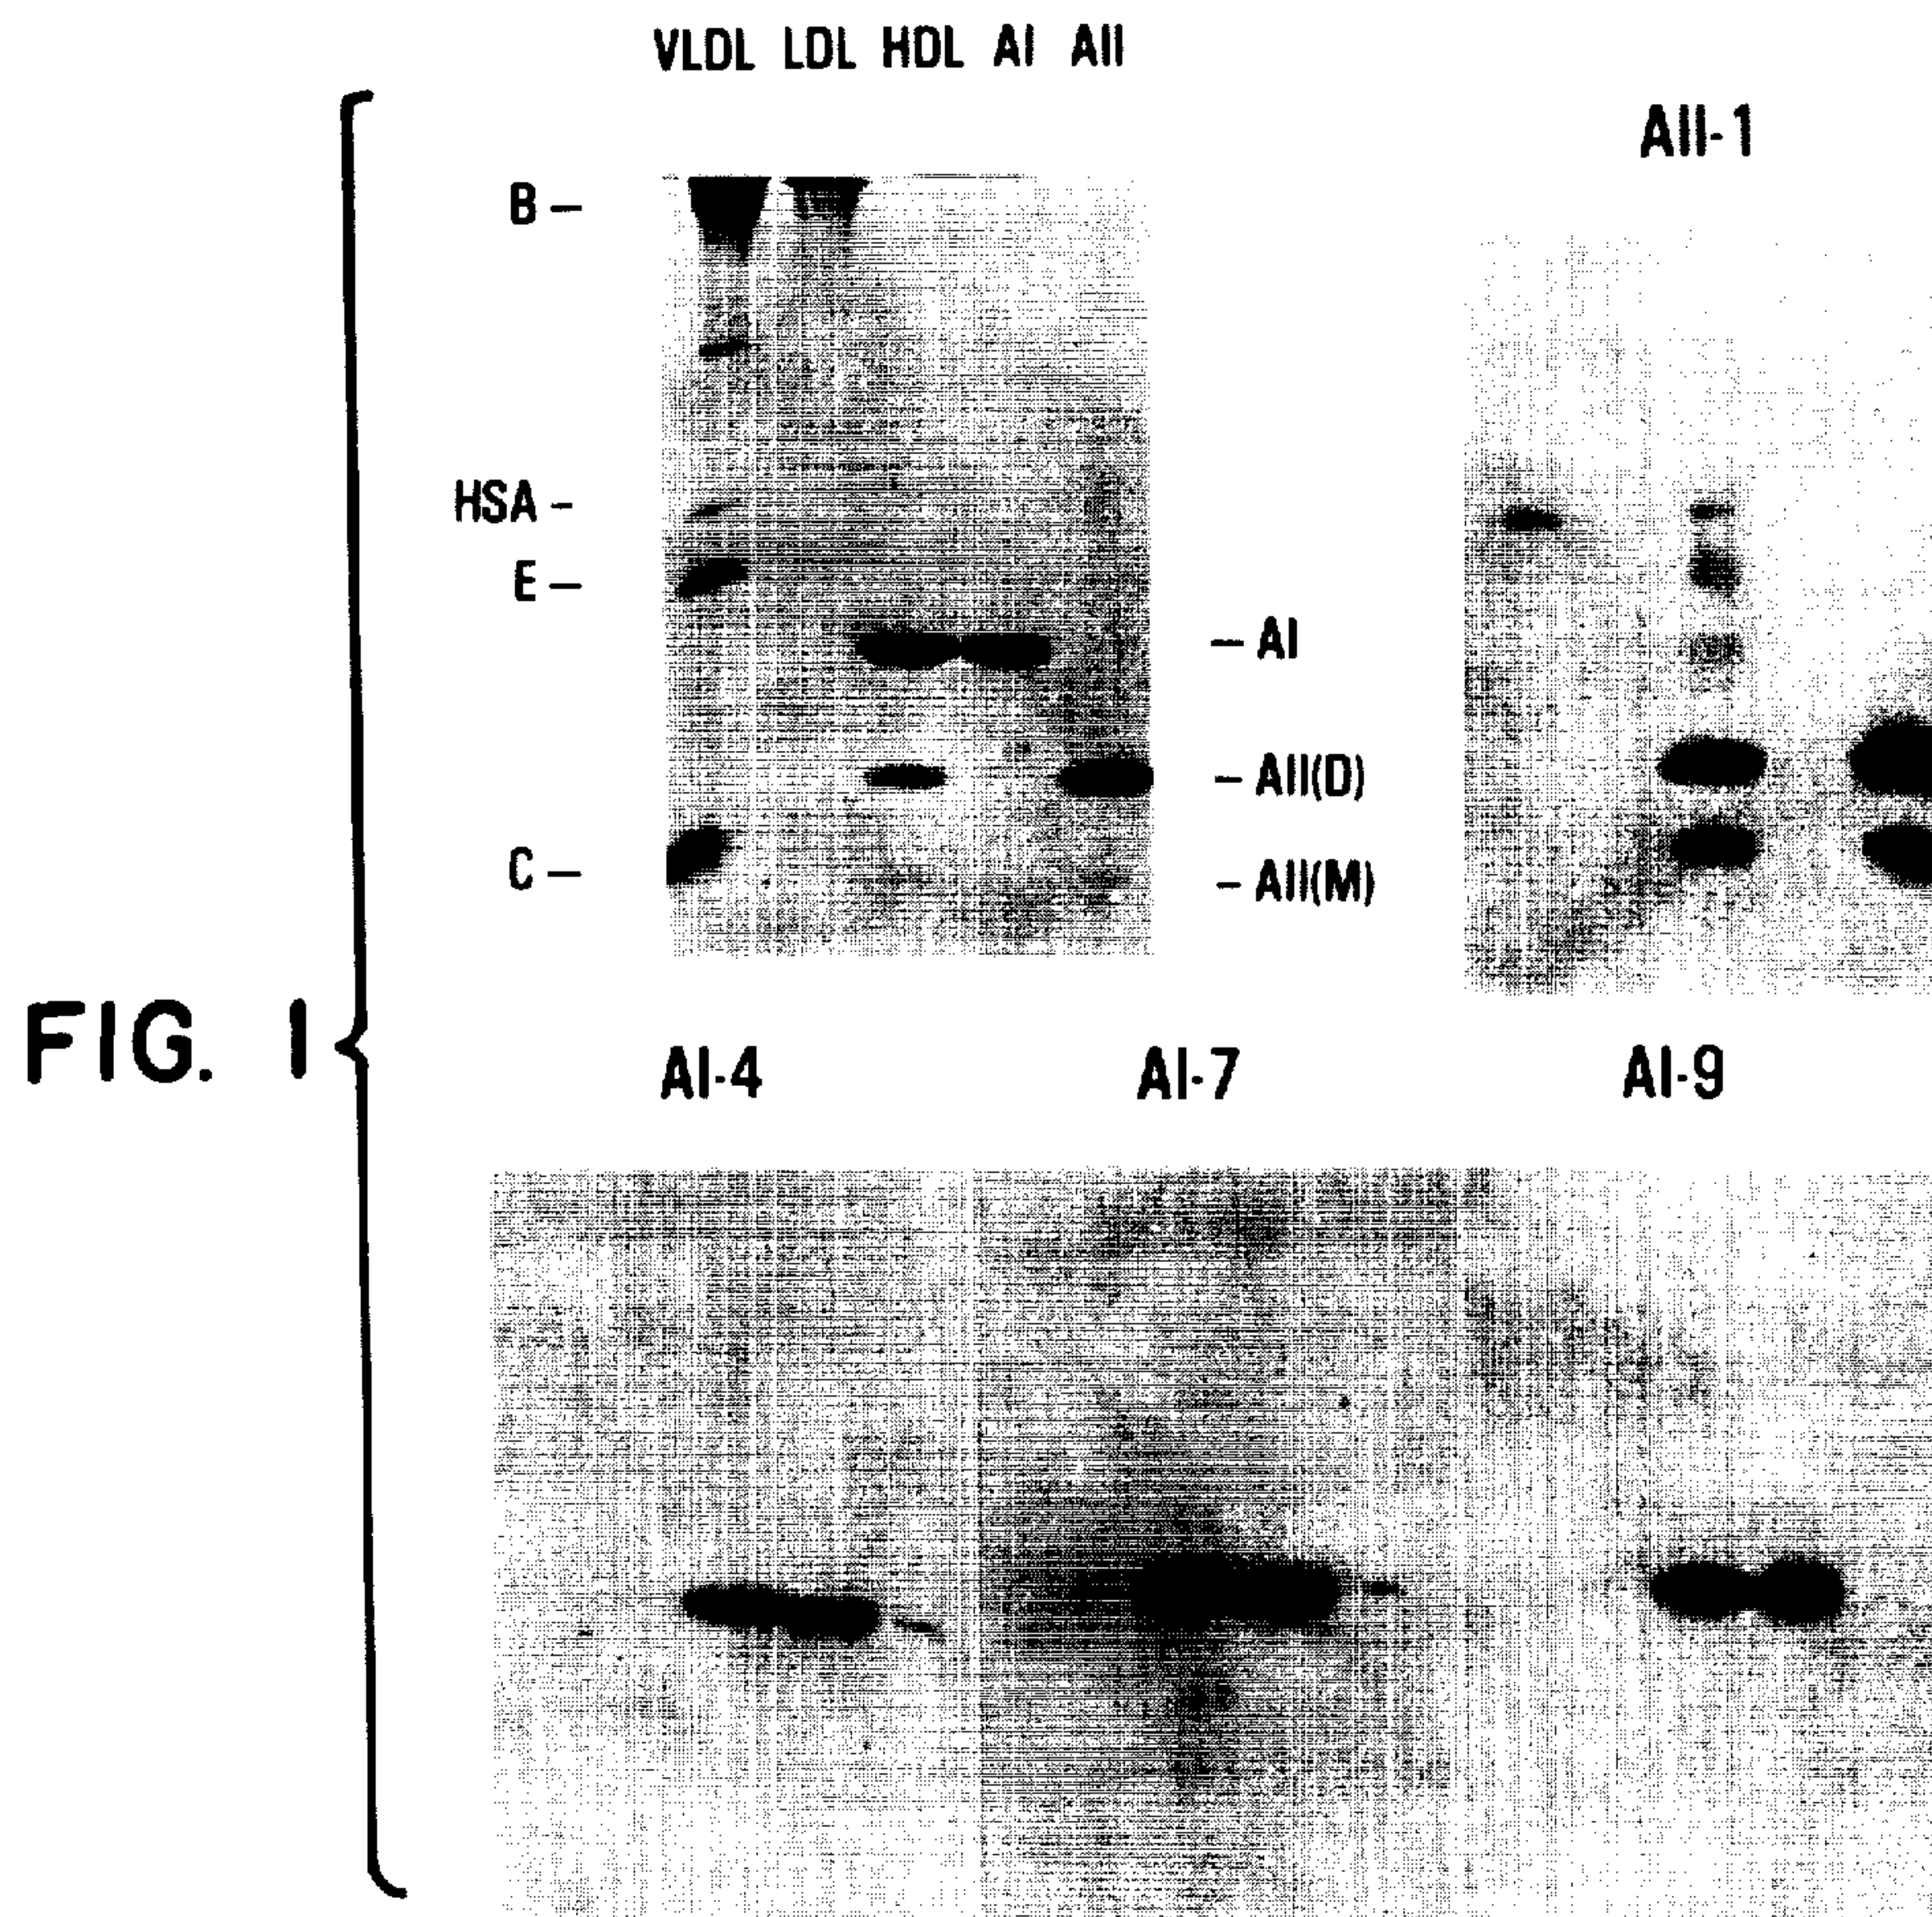 VLDL LDL HDL AI AII
AII-1
B –
HSA –
E –
– AI
– AII(D)
C –
– AII(M)
FIG. 1
AI-4 AI-7 AI-9